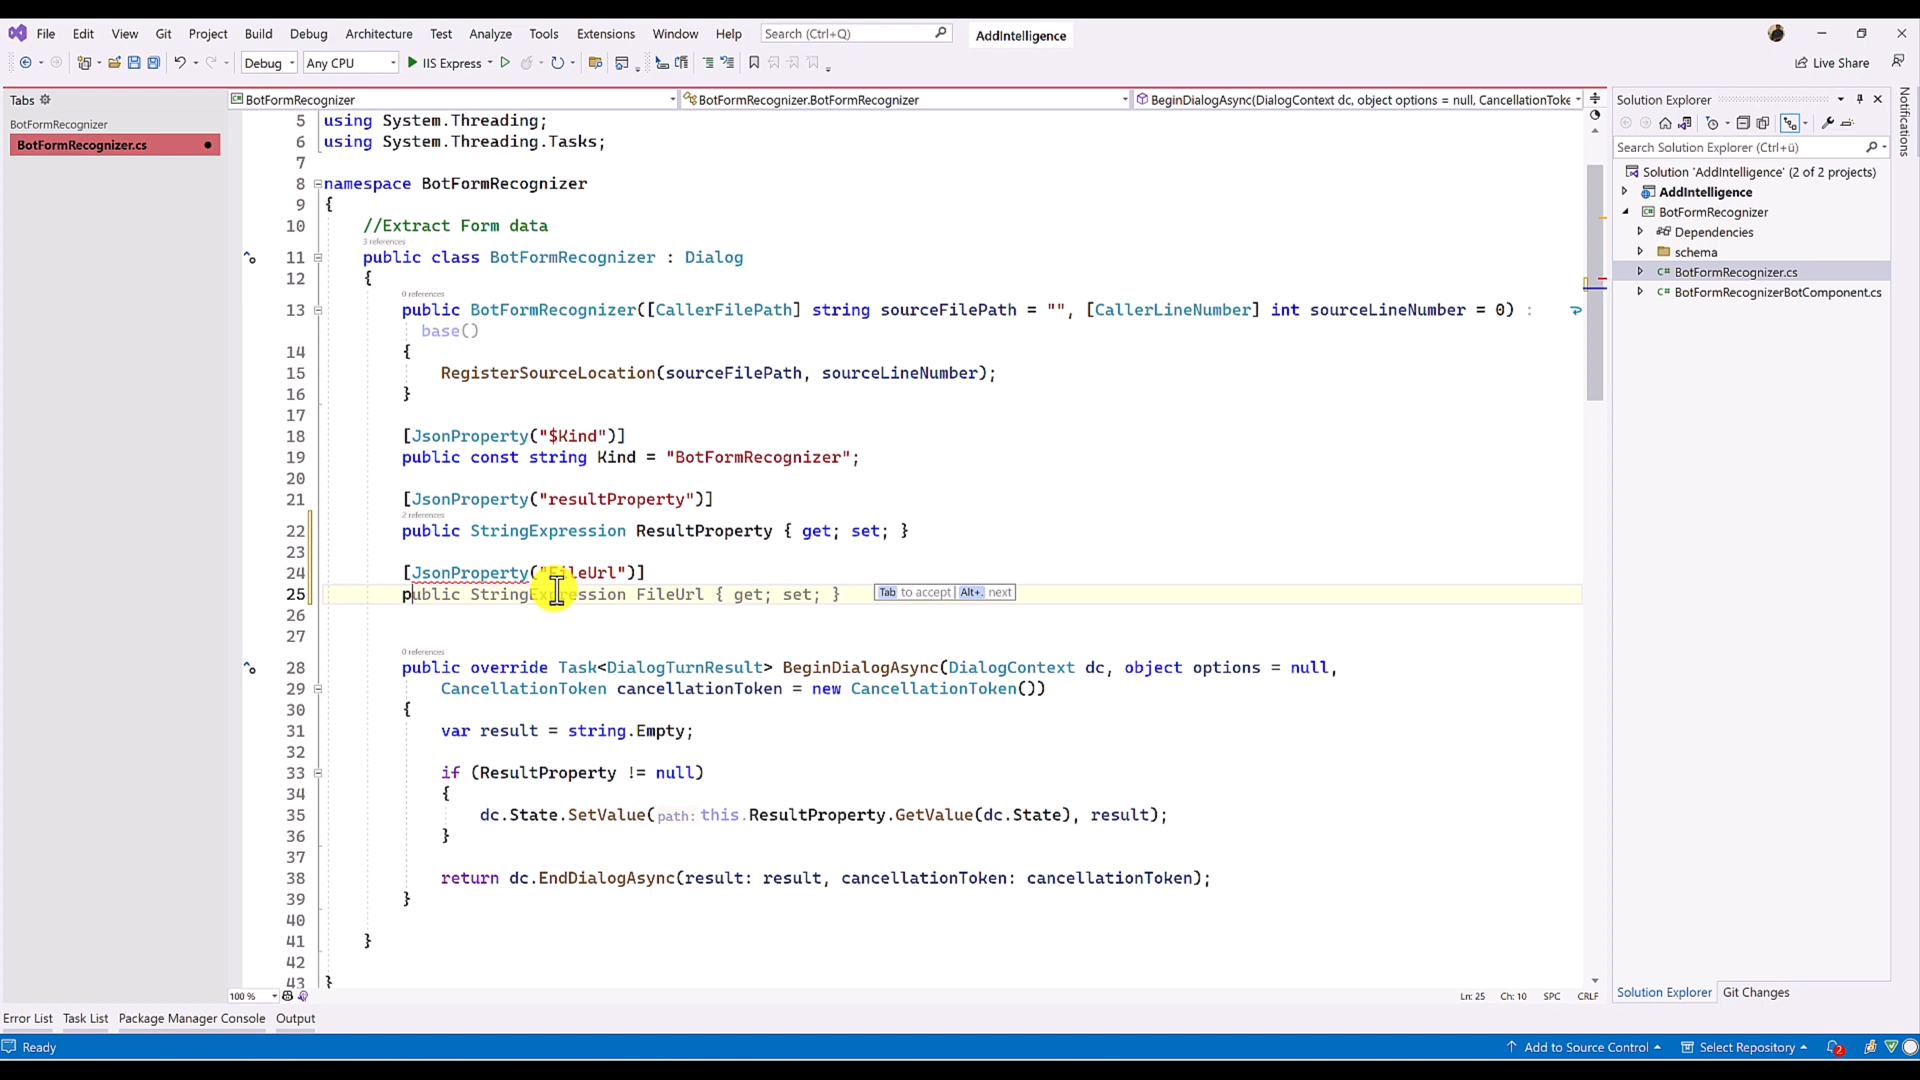 File Edit View Git Project Build Debug Architecture Test Analyze Tools Extensions Window Help Search (Ctrl+Q) AddIntelligence
Debug Any CPU IIS Express Live Share
Tabs
BotFormRecognizer
BotFormRecognizer.cs
BotFormRecognizer BotFormRecognizer.BotFormRecognizer BeginDialogAsync(DialogContext dc, object options = null, CancellationToke
5 using System.Threading;
6 using System.Threading.Tasks;
7
8 namespace BotFormRecognizer
9 {
10 //Extract Form data
3 references
11 public class BotFormRecognizer : Dialog
12 {
0 references
13 public BotFormRecognizer([CallerFilePath] string sourceFilePath = "", [CallerLineNumber] int sourceLineNumber = 0) :
base()
14 {
15 RegisterSourceLocation(sourceFilePath, sourceLineNumber);
16 }
17
18 [JsonProperty("$Kind")]
19 public const string Kind = "BotFormRecognizer";
20
21 [JsonProperty("resultProperty")]
2 references
22 public StringExpression ResultProperty { get; set; }
23
24 [JsonProperty("FileUrl")]
25 public StringExpression FileUrl { get; set; } Tab to accept | Alt+. next
26
27
0 references
28 public override Task<DialogTurnResult> BeginDialogAsync(DialogContext dc, object options = null,
29 CancellationToken cancellationToken = new CancellationToken())
30 {
31 var result = string.Empty;
32
33 if (ResultProperty != null)
34 {
35 dc.State.SetValue(path: this.ResultProperty.GetValue(dc.State), result);
36 }
37
38 return dc.EndDialogAsync(result: result, cancellationToken: cancellationToken);
39 }
40
41 }
42
43 }
100 % Ln: 25 Ch: 10 SPC CRLF
Solution Explorer
Search Solution Explorer (Ctrl+ü)
Solution 'AddIntelligence' (2 of 2 projects)
AddIntelligence
BotFormRecognizer
Dependencies
schema
BotFormRecognizer.cs
BotFormRecognizerBotComponent.cs
Solution Explorer Git Changes
Notifications
Error List Task List Package Manager Console Output
Ready Add to Source Control Select Repository 2